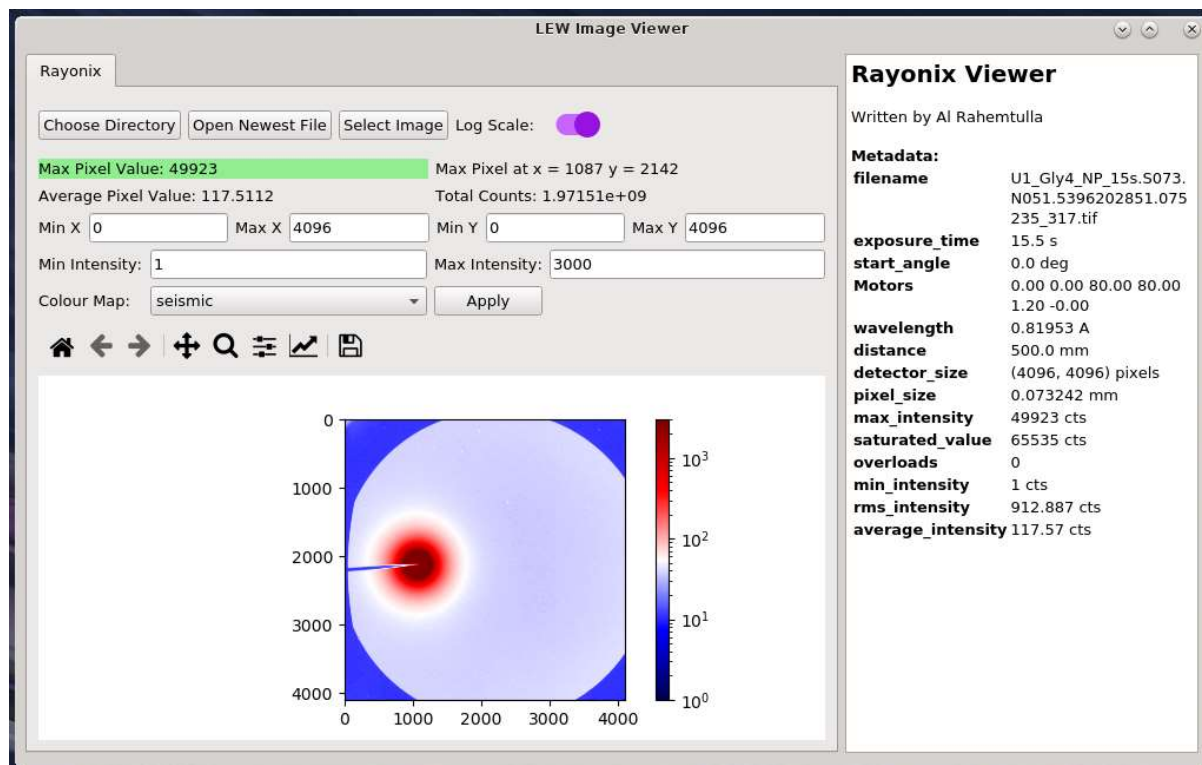 LEW Image Viewer
Rayonix
Choose Directory Open Newest File Select Image Log Scale:
Max Pixel Value: 49923 Max Pixel at x = 1087 y = 2142
Average Pixel Value: 117.5112 Total Counts: 1.97151e+09
Min X 0 Max X 4096 Min Y 0 Max Y 4096
Min Intensity: 1 Max Intensity: 3000
Colour Map: seismic Apply
0
1000
2000
3000
4000
0 1000 2000 3000 4000
10³
10²
10¹
10⁰
Rayonix Viewer
Written by Al Rahemtulla
Metadata:
filename U1_Gly4_NP_15s.S073.
N051.5396202851.075
235_317.tif
exposure_time 15.5 s
start_angle 0.0 deg
Motors 0.00 0.00 80.00 80.00
1.20 -0.00
wavelength 0.81953 A
distance 500.0 mm
detector_size (4096, 4096) pixels
pixel_size 0.073242 mm
max_intensity 49923 cts
saturated_value 65535 cts
overloads 0
min_intensity 1 cts
rms_intensity 912.887 cts
average_intensity 117.57 cts